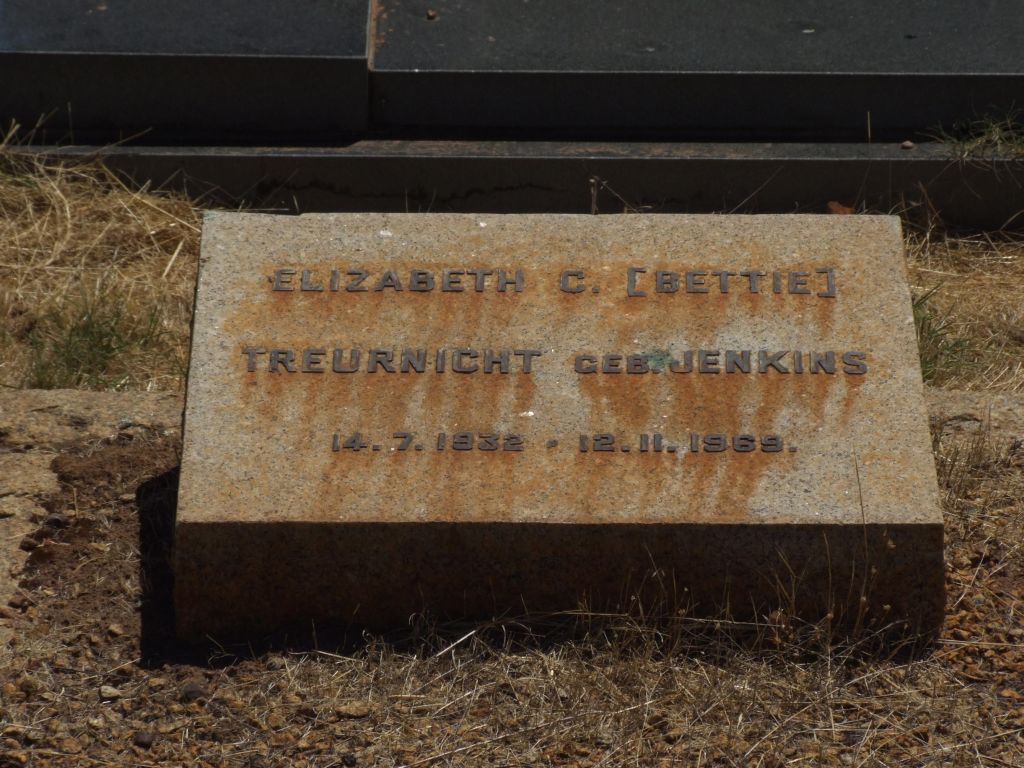 ELIZABETH C. [BETTIE]
TREURNICHT GEB. JENKINS
14.7.1932 - 12.11.1969.